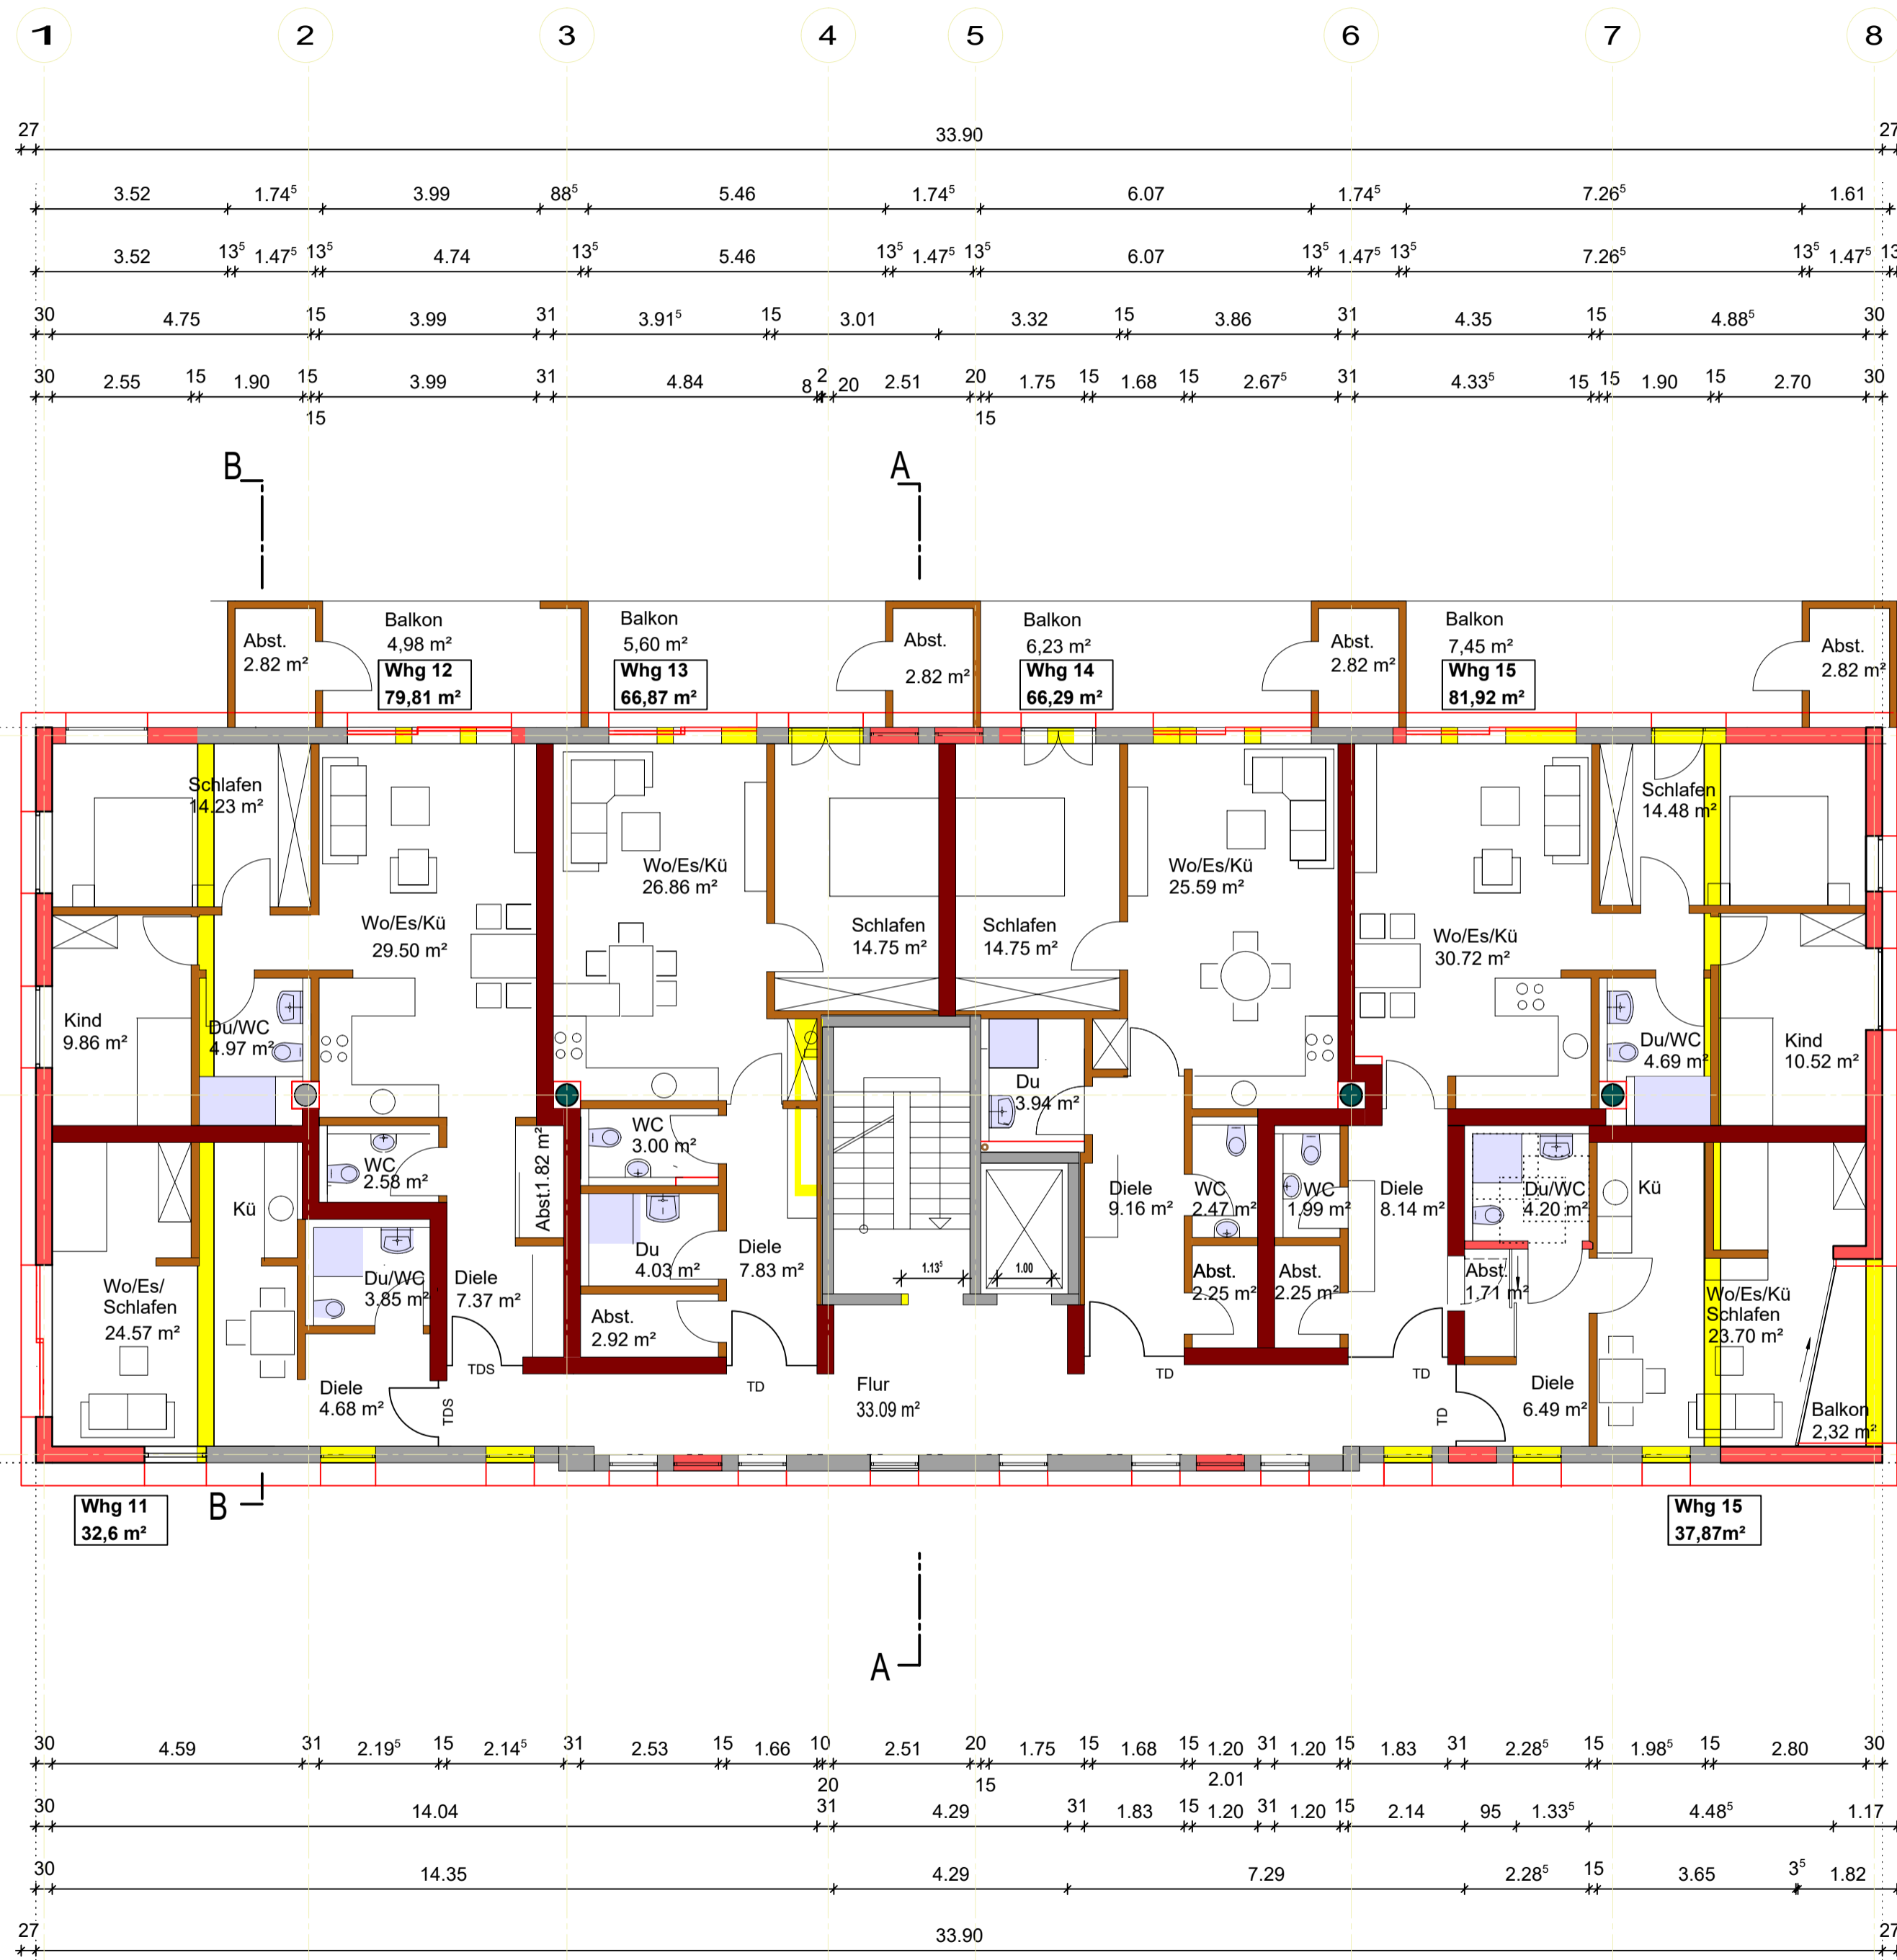 1 2 3 4 5 6 7 8
27 33.90 27
3.52 1.74⁵ 3.99 88⁵ 5.46 1.74⁵ 6.07 1.74⁵ 7.26⁵ 1.61
3.52 13⁵ 1.47⁵ 13⁵ 4.74 13⁵ 5.46 13⁵ 1.47⁵ 13⁵ 6.07 13⁵ 1.47⁵ 13⁵ 7.26⁵ 13⁵ 1.47⁵ 13
30 4.75 15 3.99 31 3.91⁵ 15 3.01 3.32 15 3.86 31 4.35 15 4.88⁵ 30
30 2.55 15 1.90 15 3.99 31 4.84 8 2 20 2.51 20 1.75 15 1.68 15 2.67⁵ 31 4.33⁵ 15 15 1.90 15 2.70 30
15 15
B A
Abst.
2.82 m²
Balkon
4,98 m²
Whg 12
79,81 m²
Balkon
5,60 m²
Whg 13
66,87 m²
Abst.
2.82 m²
Balkon
6,23 m²
Whg 14
66,29 m²
Abst.
2.82 m²
Balkon
7,45 m²
Whg 15
81,92 m²
Abst.
2.82 m²
Schlafen
14.23 m²
Wo/Es/Kü
29.50 m²
Wo/Es/Kü
26.86 m²
Schlafen
14.75 m²
Schlafen
14.75 m²
Wo/Es/Kü
25.59 m²
Wo/Es/Kü
30.72 m²
Schlafen
14.48 m²
Kind
9.86 m²
Du/WC
4.97 m²
Du
3.94 m²
Du/WC
4.69 m²
Kind
10.52 m²
WC
2.58 m²
Abst.1.82 m²
WC
3.00 m²
Kü
Du/WC
3.85 m²
Diele
7.37 m²
Du
4.03 m²
Diele
7.83 m²
Abst.
2.92 m²
1.13⁵
1.00
Diele
9.16 m²
WC
2.47 m²
WC
1.99 m²
Diele
8.14 m²
Du/WC
4.20 m²
Kü
Abst.
2.25 m²
Abst.
2.25 m²
Abst.
1.71 m²
Wo/Es/
Schlafen
24.57 m²
Wo/Es/Kü
Schlafen
23.70 m²
Diele
4.68 m²
TDS
TDS
TD
Flur
33.09 m²
TD
TD
TD
Diele
6.49 m²
Balkon
2,32 m²
Whg 11
32,6 m²
B
Whg 15
37,87m²
A
30 4.59 31 2.19⁵ 15 2.14⁵ 31 2.53 15 1.66 10 2.51 20 1.75 15 1.68 15 1.20 31 1.20 15 1.83 31 2.28⁵ 15 1.98⁵ 15 2.80 30
20 15 2.01
30 14.04 31 4.29 31 1.83 15 1.20 31 1.20 15 2.14 95 1.33⁵ 4.48⁵ 1.17
30 14.35 4.29 7.29 2.28⁵ 15 3.65 3⁵ 1.82
27 33.90 27